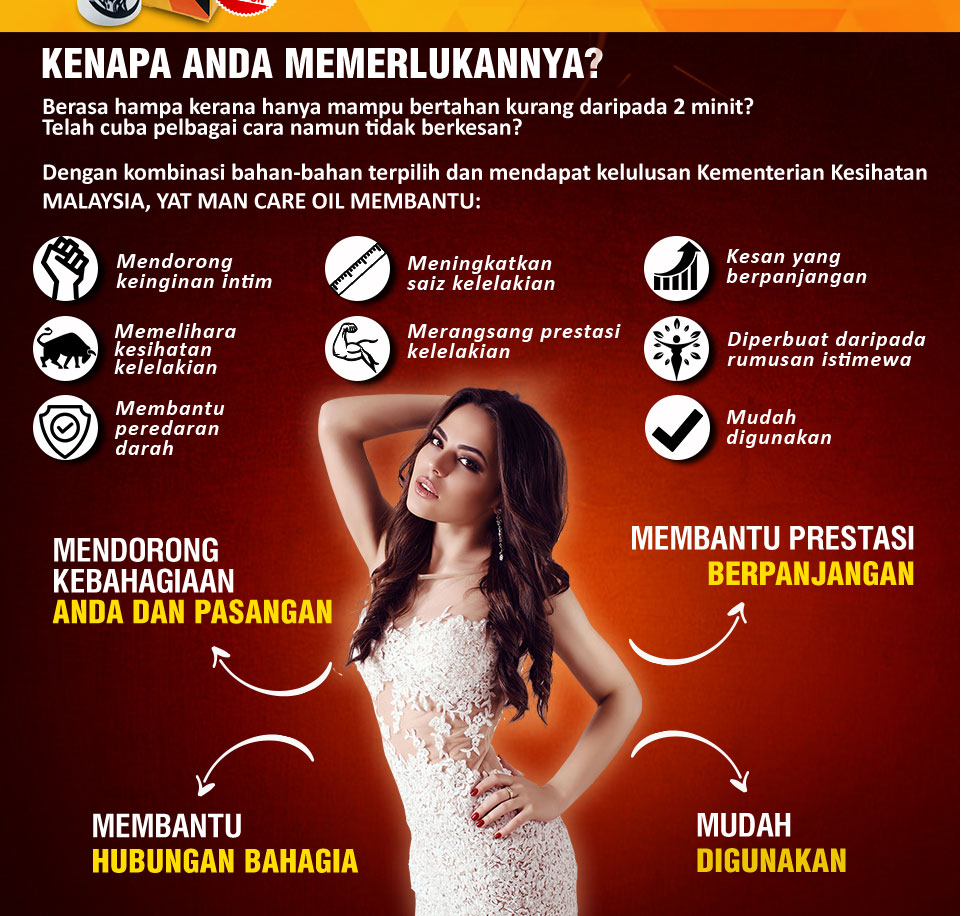 KENAPA ANDA MEMERLUKANNYA?
Berasa hampa kerana hanya mampu bertahan kurang daripada 2 minit?
Telah cuba pelbagai cara namun tidak berkesan?
Dengan kombinasi bahan-bahan terpilih dan mendapat kelulusan Kementerian Kesihatan
MALAYSIA, YAT MAN CARE OIL MEMBANTU:
Mendorong
keinginan intim
Meningkatkan
saiz kelelakian
Kesan yang
berpanjangan
Memelihara
kesihatan
kelelakian
Merangsang prestasi
kelelakian
Diperbuat daripada
rumusan istimewa
Membantu
peredaran
darah
Mudah
digunakan
MENDORONG
KEBAHAGIAAN
ANDA DAN PASANGAN
MEMBANTU PRESTASI
BERPANJANGAN
MEMBANTU
HUBUNGAN BAHAGIA
MUDAH
DIGUNAKAN